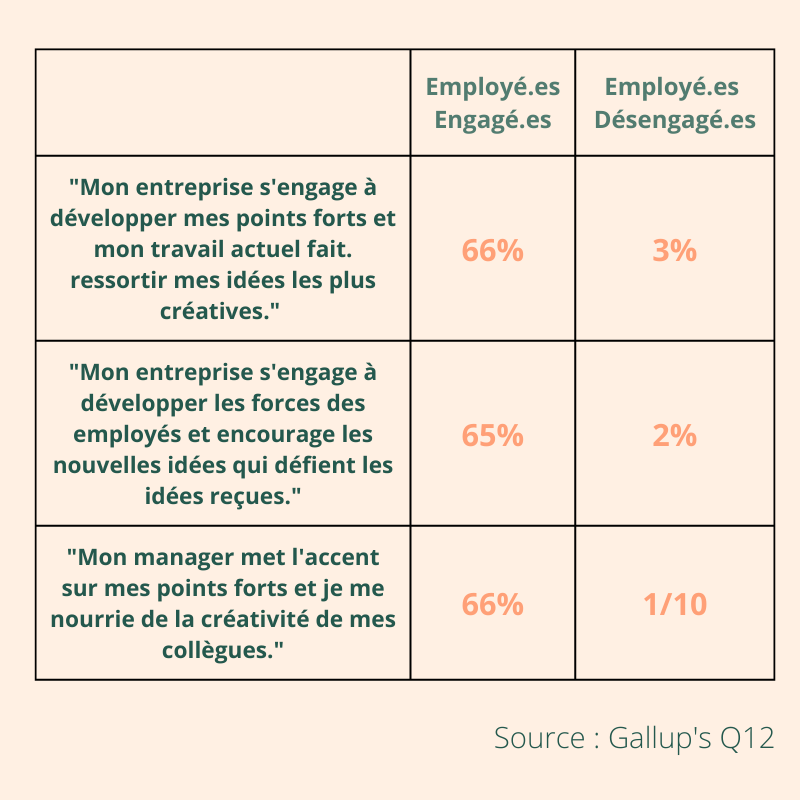 Employé.es
Engagé.es
Employé.es
Désengagé.es
"Mon entreprise s'engage à
développer mes points forts et
mon travail actuel fait.
ressortir mes idées les plus
créatives."
66%
3%
"Mon entreprise s'engage à
développer les forces des
employés et encourage les
nouvelles idées qui défient les
idées reçues."
65%
2%
"Mon manager met l'accent
sur mes points forts et je me
nourrie de la créativité de mes
collègues."
66%
1/10
Source : Gallup's Q12